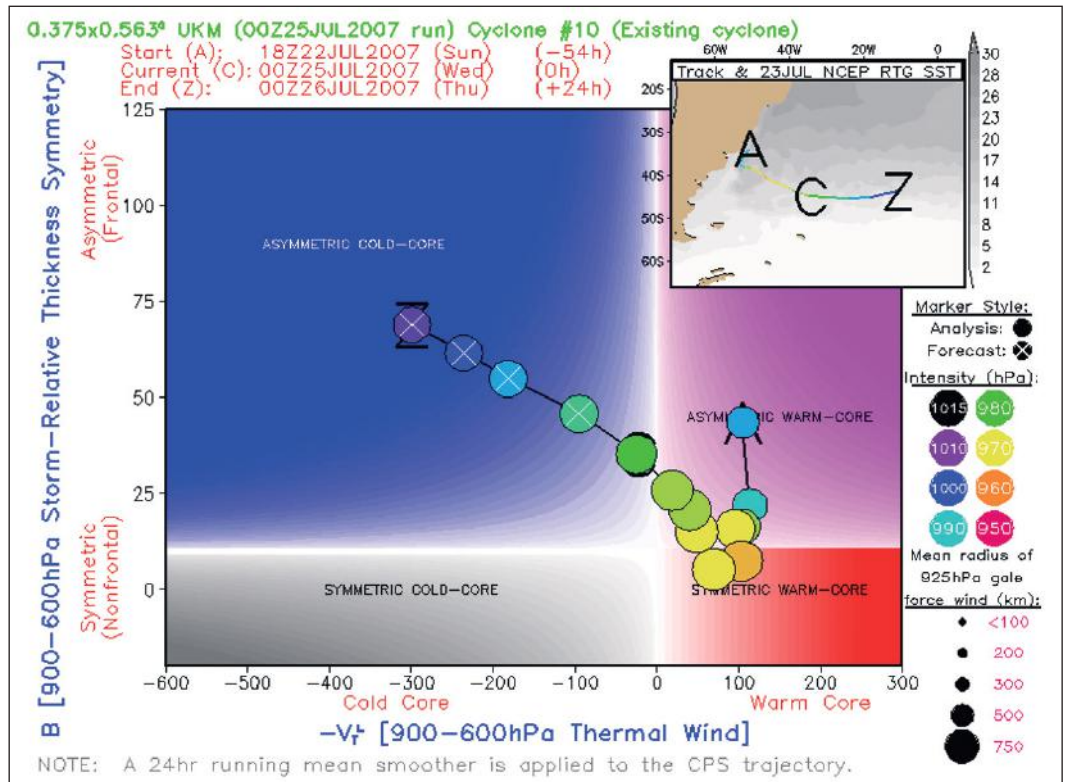 0.375x0.563° UKM (00Z25JUL2007 run) Cyclone #10 (Existing cyclone)
Start (A): 18Z22JUL2007 (Sun) (-54h)
Current (C): 00Z25JUL2007 (Wed) (0h)
End (Z): 00Z26JUL2007 (Thu) (+24h)
60W 40W 20W 0
Track & 23JUL NCEP RTG SST
20S
30S
40S
50S
60S
A
C
Z
30
28
26
23
20
17
14
11
8
5
2
B [900-600hPa Storm-Relative Thickness Symmetry]
Asymmetric
(Frontal)
Symmetric
(Nonfrontal)
125
100
75
50
25
0
ASYMMETRIC COLD-CORE
ASYMMETRIC WARM-CORE
SYMMETRIC COLD-CORE
SYMMETRIC WARM-CORE
Z
A
-600 -500 -400 -300 -200 -100 0 100 200 300
Cold Core Warm Core
-VTL [900-600hPa Thermal Wind]
Marker Style:
Analysis:
Forecast:
Intensity (hPa):
1015 980
1010 970
1000 960
990 950
Mean radius of
925hPa gale
force wind (km):
<100
200
300
500
750
NOTE: A 24hr running mean smoother is applied to the CPS trajectory.